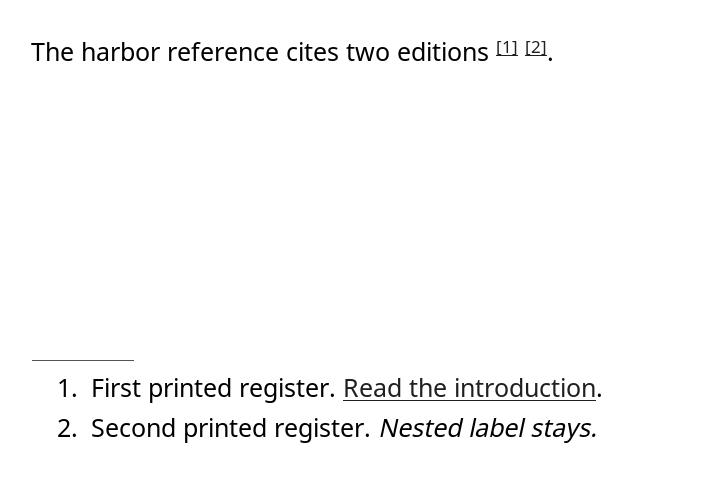 The harbor reference cites two editions [1] [2].
1. First printed register. Read the introduction.
2. Second printed register. Nested label stays.